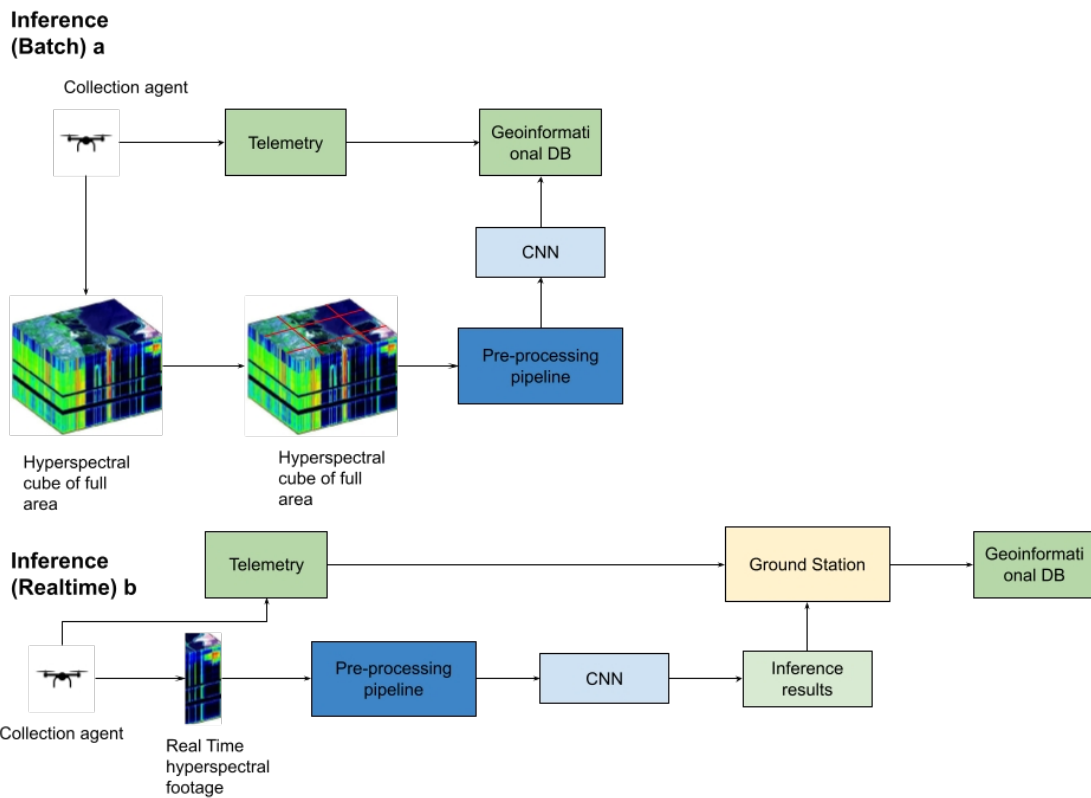 Inference
(Batch) a
Collection agent
Telemetry
Geoinformati
onal DB
CNN
Pre-processing
pipeline
Hyperspectral
cube of full
area
Hyperspectral
cube of full
area
Inference
(Realtime) b
Telemetry
Ground Station
Geoinformati
onal DB
Pre-processing
pipeline
CNN
Inference
results
Collection agent
Real Time
hyperspectral
footage